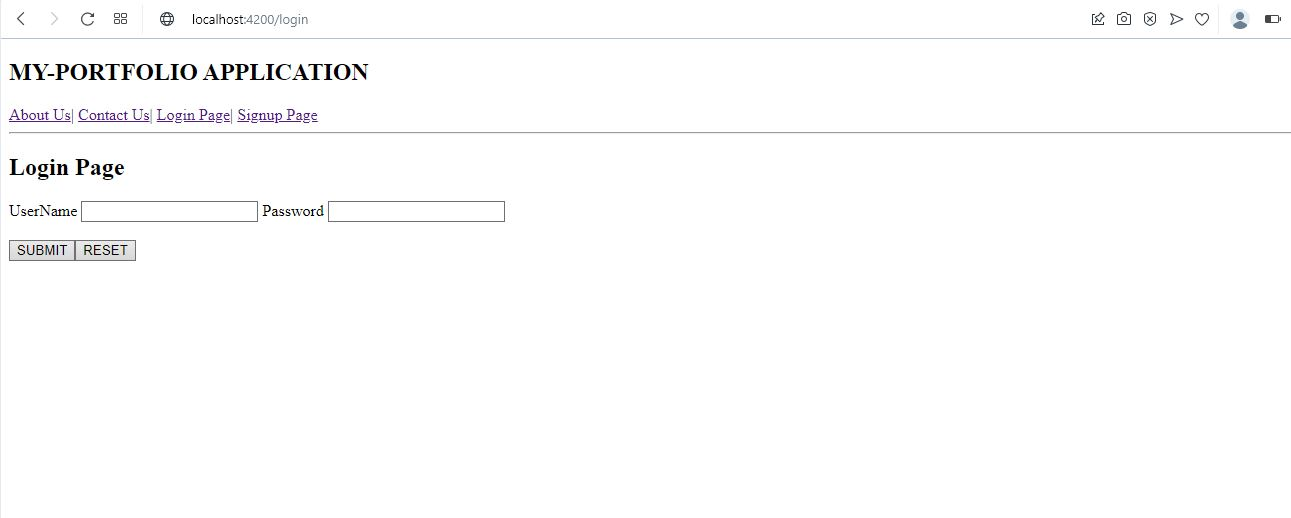 localhost:4200/login
MY-PORTFOLIO APPLICATION
About Us| Contact Us| Login Page| Signup Page
Login Page
UserName Password
SUBMIT RESET